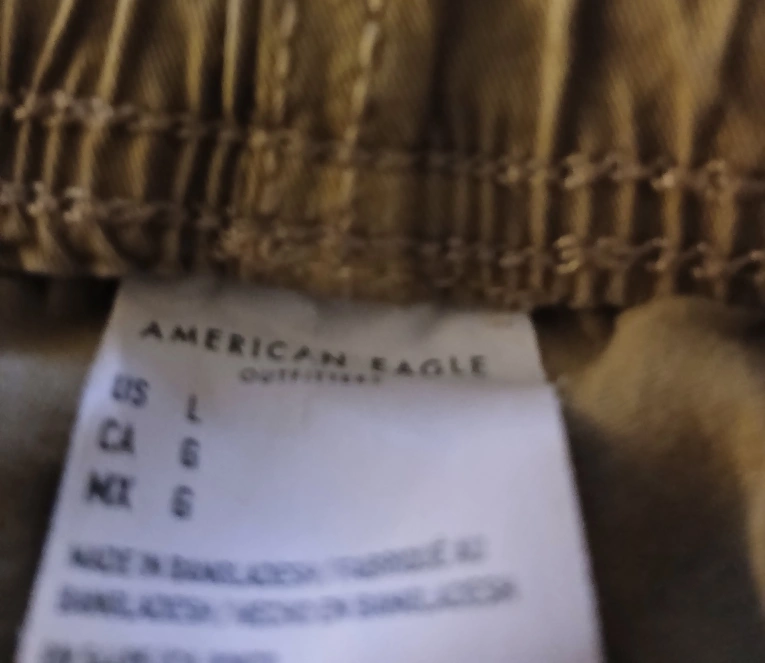 AMERICAN EAGLE
OUTFITTERS
US L
CA G
MX G
MADE IN BANGLADESH / FABRIQUÉ AU
BANGLADESH / HECHO EN BANGLADESH